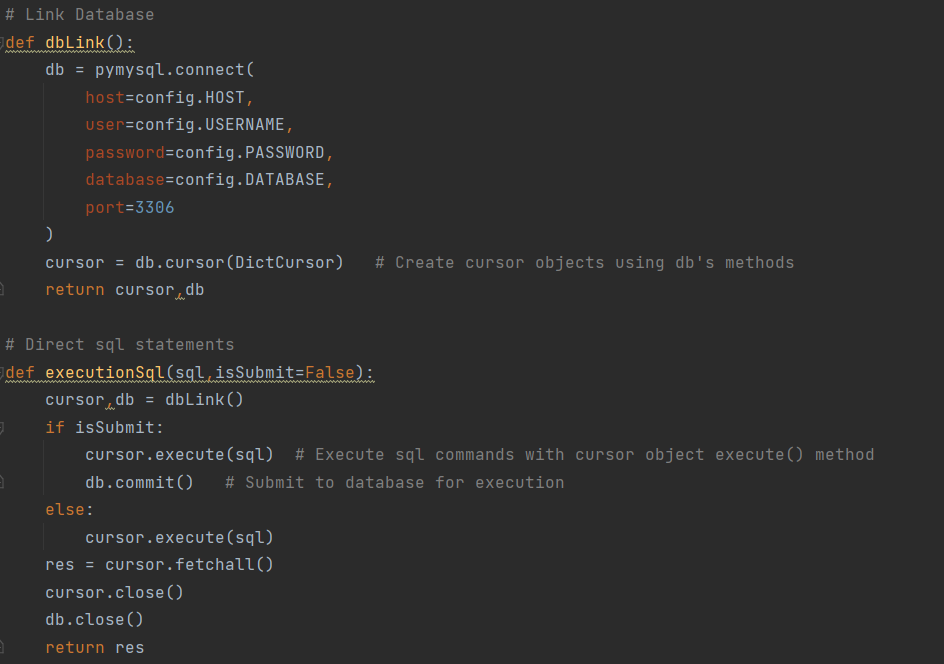 # Link Database
def dbLink():
    db = pymysql.connect(
        host=config.HOST,
        user=config.USERNAME,
        password=config.PASSWORD,
        database=config.DATABASE,
        port=3306
    )
    cursor = db.cursor(DictCursor)   # Create cursor objects using db's methods
    return cursor,db

# Direct sql statements
def executionSql(sql,isSubmit=False):
    cursor,db = dbLink()
    if isSubmit:
        cursor.execute(sql)  # Execute sql commands with cursor object execute() method
        db.commit()   # Submit to database for execution
    else:
        cursor.execute(sql)
    res = cursor.fetchall()
    cursor.close()
    db.close()
    return res